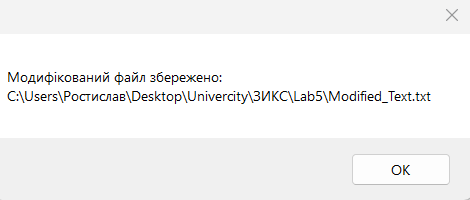 Модифікований файл збережено:
C:\Users\Ростислав\Desktop\Univercity\ЗИКС\Lab5\Modified_Text.txt
OK